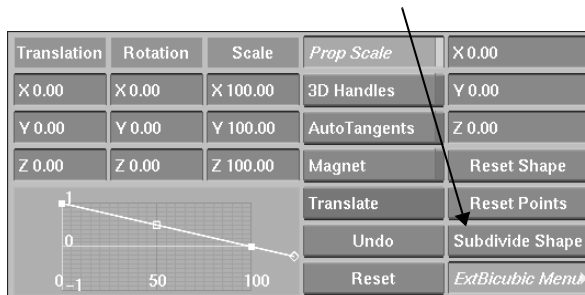 Translation Rotation Scale Prop Scale X 0.00
X 0.00 X 0.00 X 100.00 3D Handles Y 0.00
Y 0.00 Y 0.00 Y 100.00 AutoTangents Z 0.00
Z 0.00 Z 0.00 Z 100.00 Magnet Reset Shape
1 Translate Reset Points
0 Undo Subdivide Shape
0 -1 50 100 Reset ExtBicubic Menu